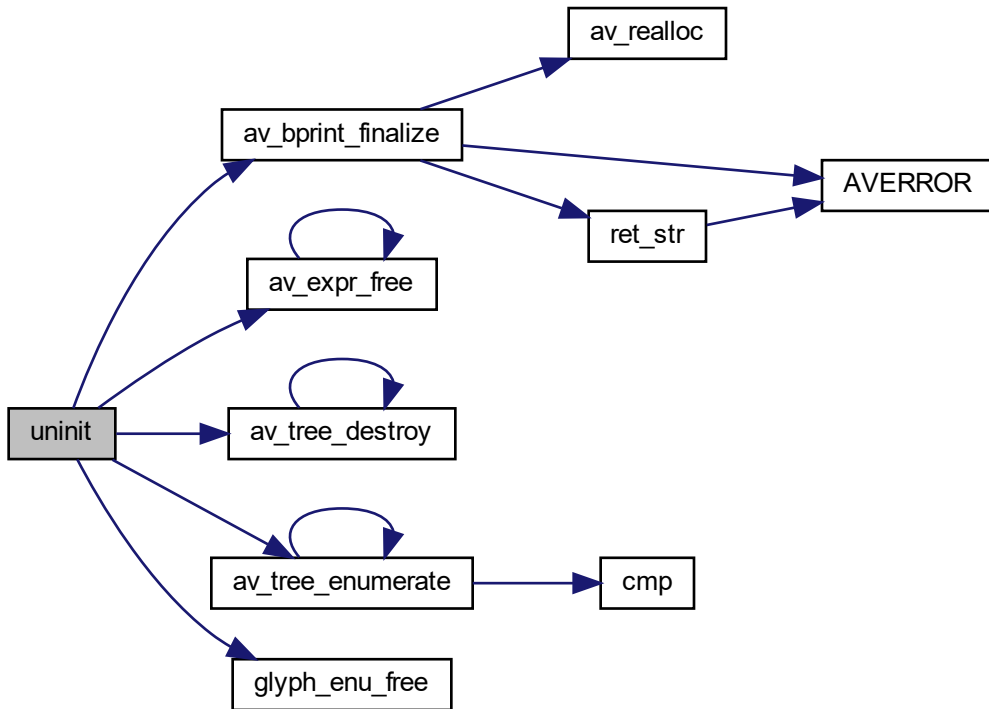 av_realloc
av_bprint_finalize
AVERROR
ret_str
av_expr_free
uninit
av_tree_destroy
av_tree_enumerate
cmp
glyph_enu_free